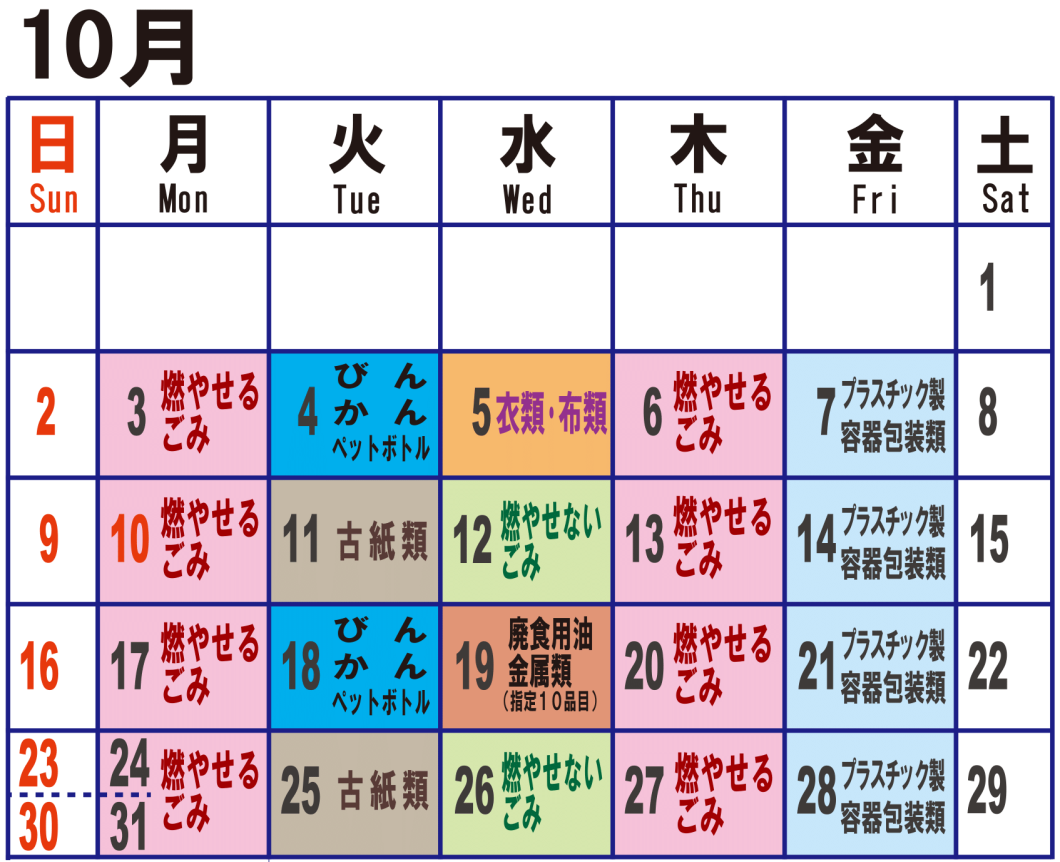 10月
日 月 火 水 木 金 土
Sun Mon Tue Wed Thu Fri Sat
1
2
3 燃やせる
ごみ
4 びん
かん
ペットボトル
5 衣類・布類
6 燃やせる
ごみ
7 プラスチック製
容器包装類
8
9
10 燃やせる
ごみ
11 古紙類
12 燃やせない
ごみ
13 燃やせる
ごみ
14 プラスチック製
容器包装類
15
16
17 燃やせる
ごみ
18 びん
かん
ペットボトル
19 廃食用油
金属類
(指定10品目)
20 燃やせる
ごみ
21 プラスチック製
容器包装類
22
23
30
24 燃やせる
31 ごみ
25 古紙類
26 燃やせない
ごみ
27 燃やせる
ごみ
28 プラスチック製
容器包装類
29